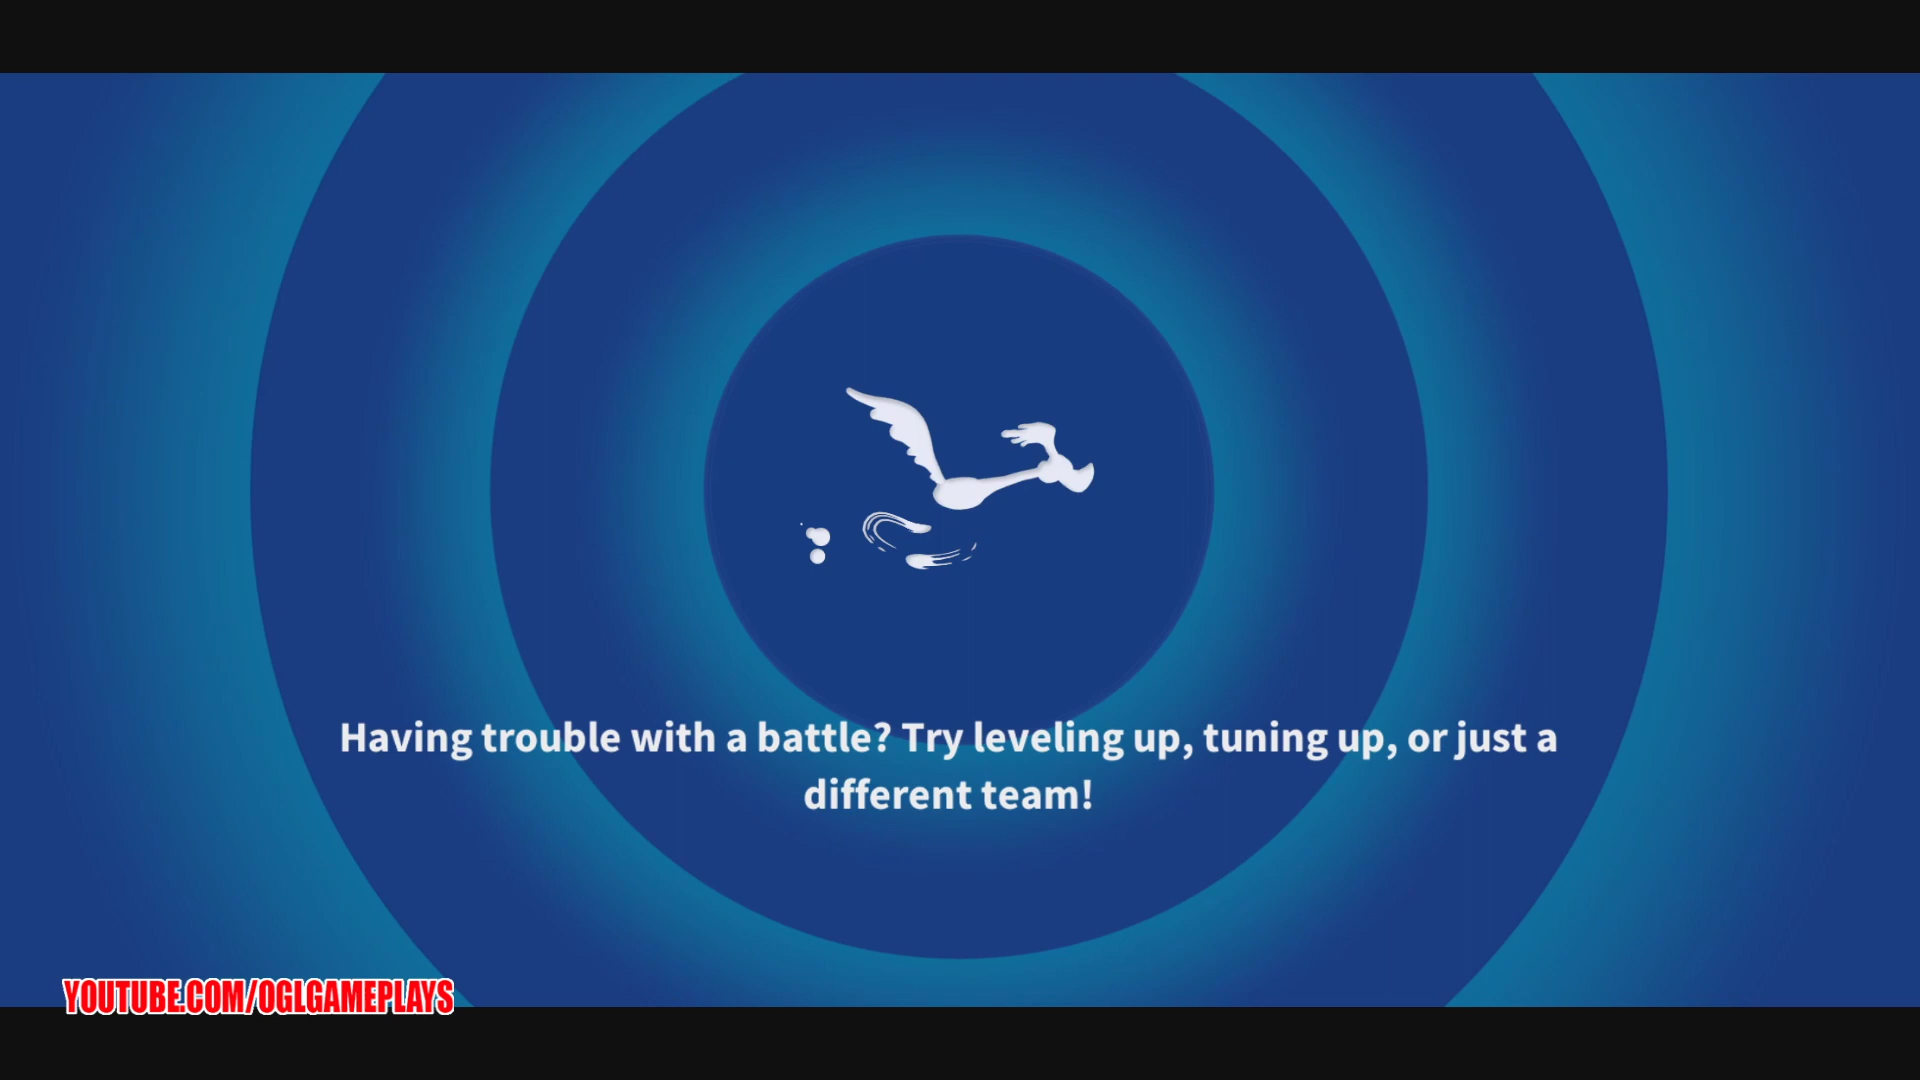 Having trouble with a battle? Try leveling up, tuning up, or just a
different team!
YOUTUBE.COM/OGLGAMEPLAYS